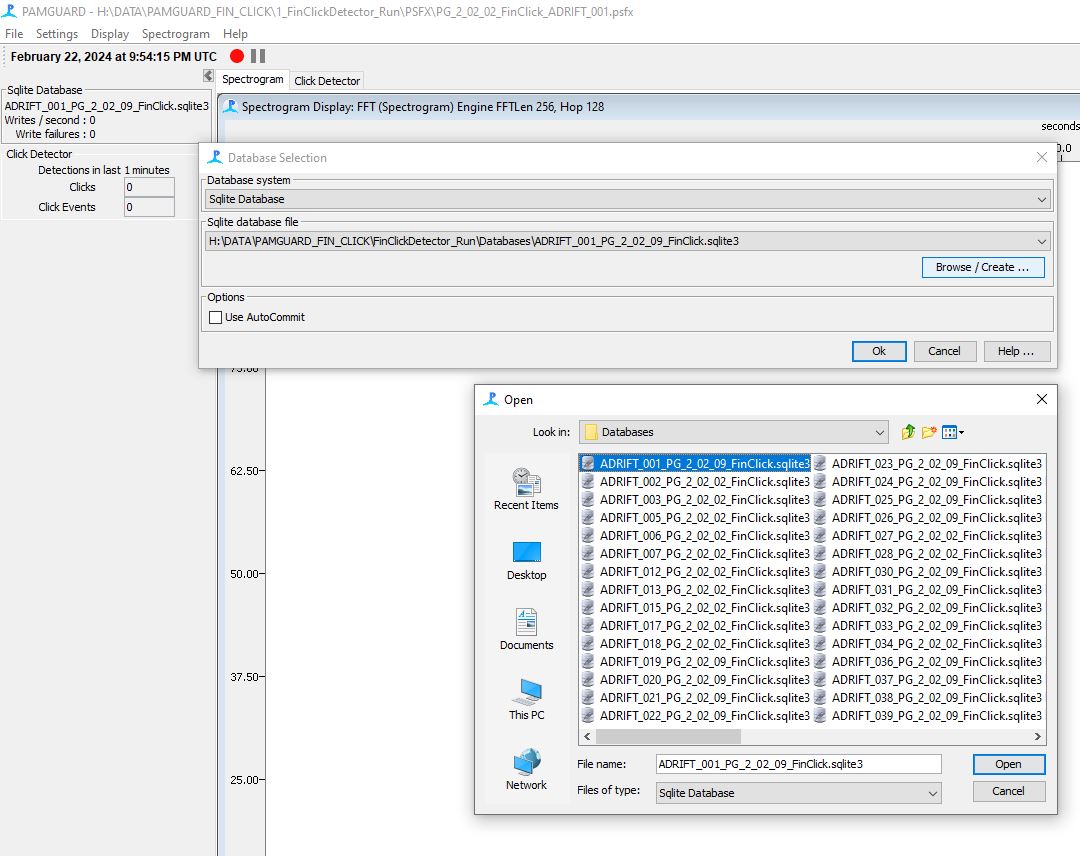 PAMGUARD - H:\DATA\PAMGUARD_FIN_CLICK\1_FinClickDetector_Run\PSFX\PG_2_02_02_FinClick_ADRIFT_001.psfx
File Settings Display Spectrogram Help
February 22, 2024 at 9:54:15 PM UTC
Sqlite Database
ADRIFT_001_PG_2_02_09_FinClick.sqlite3
Writes / second : 0
Write failures : 0
Click Detector
Detections in last 1 minutes
Clicks 0
Click Events 0
Spectrogram Click Detector
Spectrogram Display: FFT (Spectrogram) Engine FFTLen 256, Hop 128
seconds
0.0
Database Selection
Database system
Sqlite Database
Sqlite database file
H:\DATA\PAMGUARD_FIN_CLICK\FinClickDetector_Run\Databases\ADRIFT_001_PG_2_02_09_FinClick.sqlite3
Browse / Create ...
Options
Use AutoCommit
Ok Cancel Help ...
75.00
62.50
50.00
37.50
25.00
Open
Look in: Databases
Recent Items
Desktop
Documents
This PC
Network
ADRIFT_001_PG_2_02_09_FinClick.sqlite3
ADRIFT_002_PG_2_02_02_FinClick.sqlite3
ADRIFT_003_PG_2_02_02_FinClick.sqlite3
ADRIFT_005_PG_2_02_02_FinClick.sqlite3
ADRIFT_006_PG_2_02_02_FinClick.sqlite3
ADRIFT_007_PG_2_02_02_FinClick.sqlite3
ADRIFT_012_PG_2_02_02_FinClick.sqlite3
ADRIFT_013_PG_2_02_02_FinClick.sqlite3
ADRIFT_015_PG_2_02_02_FinClick.sqlite3
ADRIFT_017_PG_2_02_02_FinClick.sqlite3
ADRIFT_018_PG_2_02_02_FinClick.sqlite3
ADRIFT_019_PG_2_02_09_FinClick.sqlite3
ADRIFT_020_PG_2_02_09_FinClick.sqlite3
ADRIFT_021_PG_2_02_09_FinClick.sqlite3
ADRIFT_022_PG_2_02_09_FinClick.sqlite3
ADRIFT_023_PG_2_02_09_FinClick.sqlite3
ADRIFT_024_PG_2_02_09_FinClick.sqlite3
ADRIFT_025_PG_2_02_09_FinClick.sqlite3
ADRIFT_026_PG_2_02_09_FinClick.sqlite3
ADRIFT_027_PG_2_02_02_FinClick.sqlite3
ADRIFT_028_PG_2_02_02_FinClick.sqlite3
ADRIFT_030_PG_2_02_09_FinClick.sqlite3
ADRIFT_031_PG_2_02_09_FinClick.sqlite3
ADRIFT_032_PG_2_02_09_FinClick.sqlite3
ADRIFT_033_PG_2_02_09_FinClick.sqlite3
ADRIFT_034_PG_2_02_02_FinClick.sqlite3
ADRIFT_036_PG_2_02_09_FinClick.sqlite3
ADRIFT_037_PG_2_02_09_FinClick.sqlite3
ADRIFT_038_PG_2_02_09_FinClick.sqlite3
ADRIFT_039_PG_2_02_09_FinClick.sqlite3
File name: ADRIFT_001_PG_2_02_09_FinClick.sqlite3 Open
Files of type: Sqlite Database Cancel